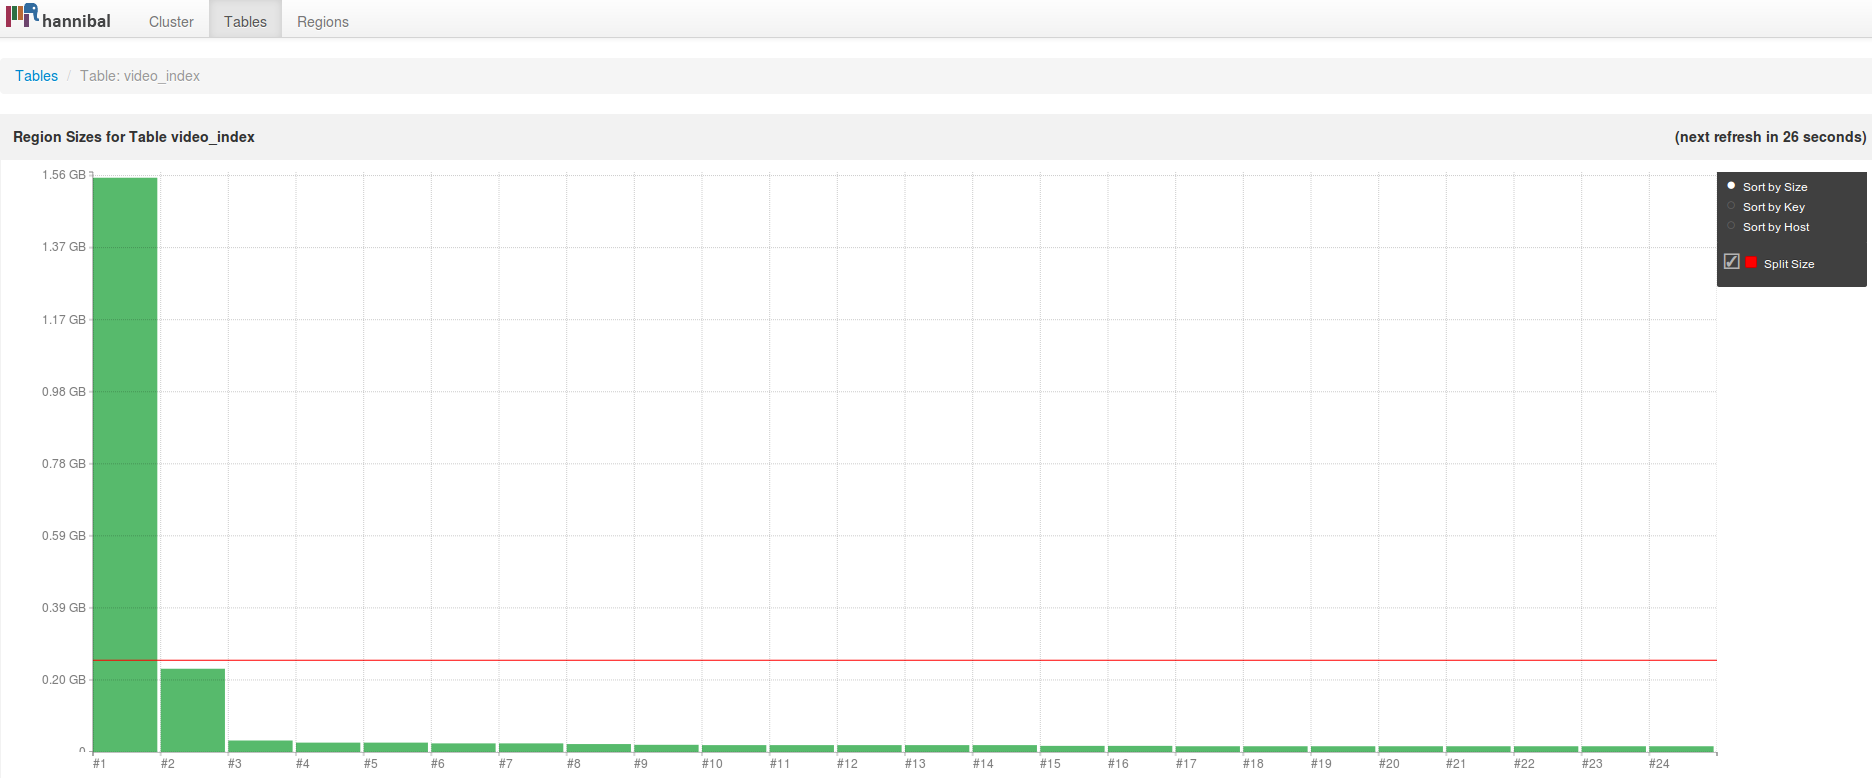 hannibal Cluster Tables Regions
Tables / Table: video_index
Region Sizes for Table video_index (next refresh in 26 seconds)
1.56 GB
1.37 GB
1.17 GB
0.98 GB
0.78 GB
0.59 GB
0.39 GB
0.20 GB
0
#1 #2 #3 #4 #5 #6 #7 #8 #9 #10 #11 #12 #13 #14 #15 #16 #17 #18 #19 #20 #21 #22 #23 #24
Sort by Size
Sort by Key
Sort by Host
Split Size